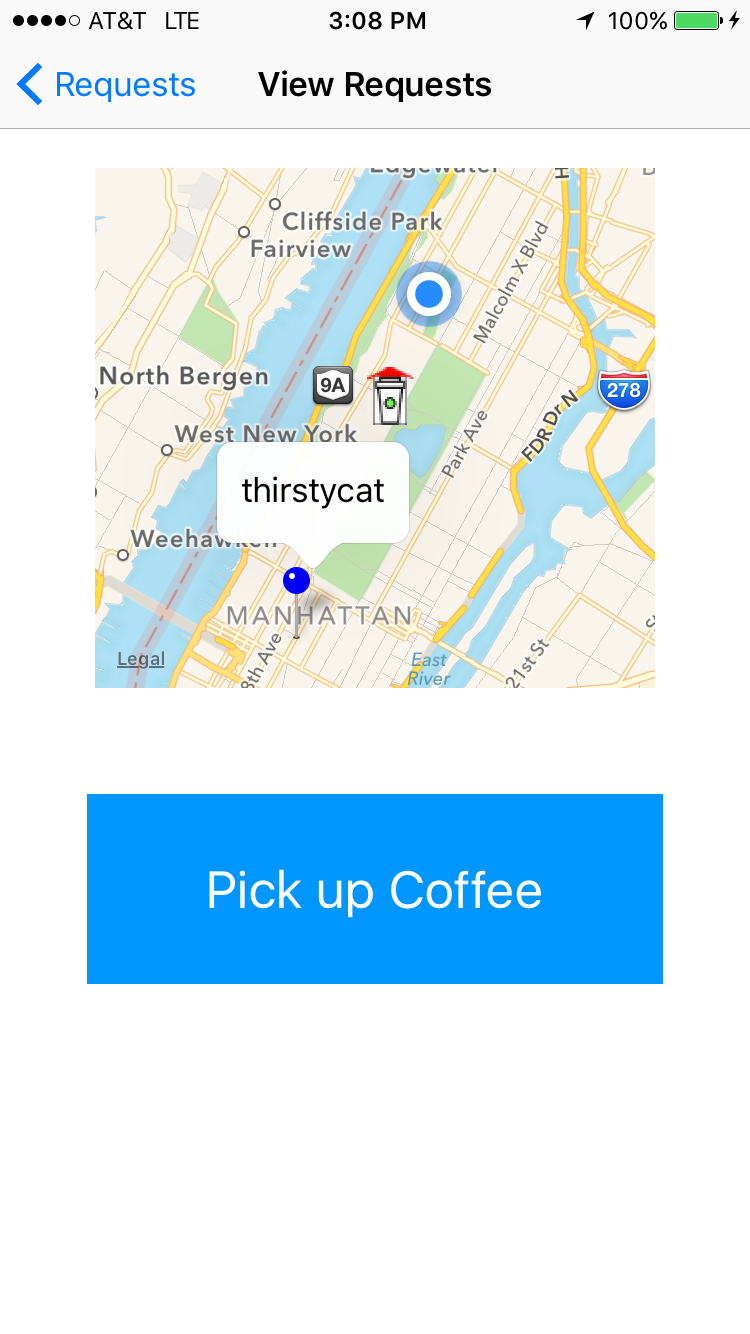 AT&T LTE 3:08 PM 100%
Requests View Requests
Edgewater
Cliffside Park
Fairview
Malcolm X Blvd
North Bergen
9A
278
West New York
Park Ave
FDR Dr N
thirstycat
Weehawken
MANHATTAN
8th Ave
Legal
East
River
21st St
Pick up Coffee